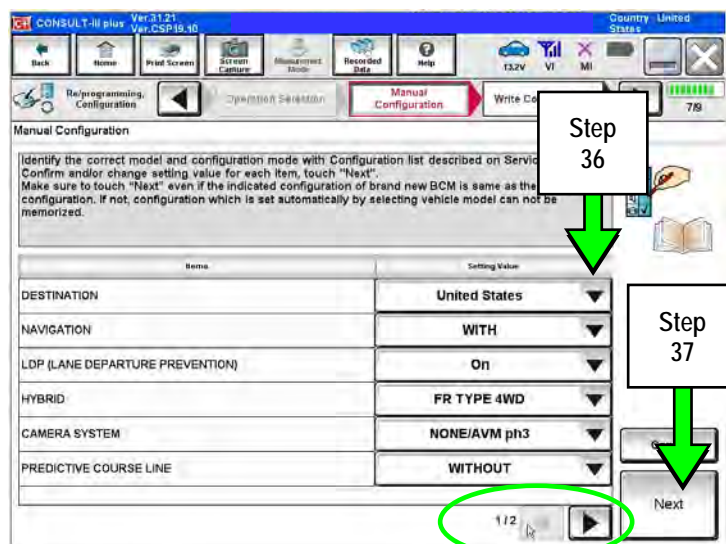 CONSULT-III plus Ver.31.21
Ver.CSP19.10
Country : United States
Back
Home
Print Screen
Screen Capture
Measurement Mode
Recorded Data
Help
13.2V
VI
MI
Re/programming, Configuration
Operation Selection
Manual Configuration
Write Co
7/9
Manual Configuration
Step 36
Identify the correct model and configuration mode with Configuration list described on Servic
Confirm and/or change setting value for each item, touch "Next".
Make sure to touch "Next" even if the indicated configuration of brand new BCM is same as the
configuration. If not, configuration which is set automatically by selecting vehicle model can not be
memorized.
Items
Setting Value
DESTINATION
United States
NAVIGATION
WITH
LDP (LANE DEPARTURE PREVENTION)
On
HYBRID
FR TYPE 4WD
CAMERA SYSTEM
NONE/AVM ph3
PREDICTIVE COURSE LINE
WITHOUT
Step 37
1/2
Next